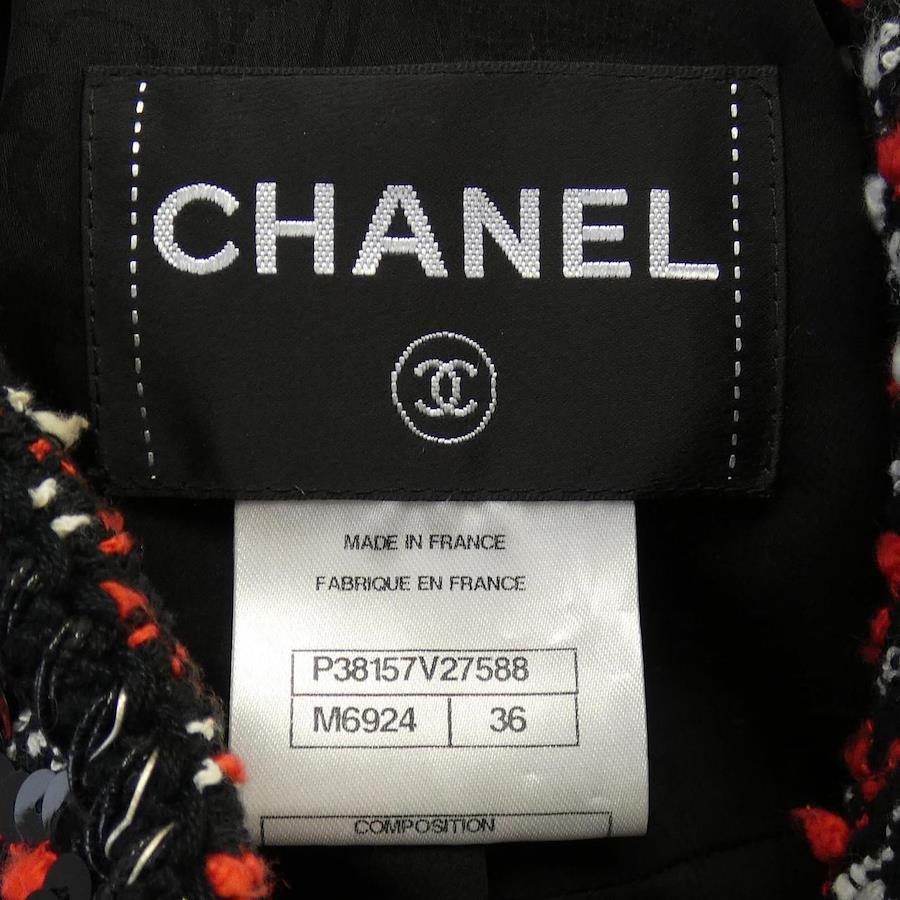 CHANEL
MADE IN FRANCE
FABRIQUE EN FRANCE
P38157V27588
M6924 36
COMPOSITION